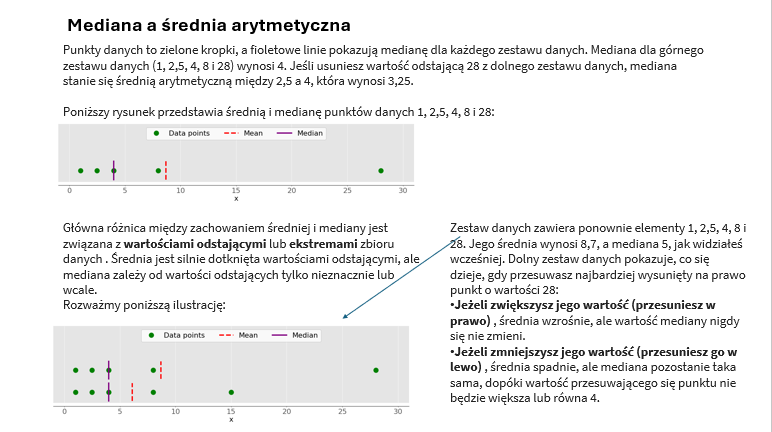 Mediana a średnia arytmetyczna
Punkty danych to zielone kropki, a fioletowe linie pokazują medianę dla każdego zestawu danych. Mediana dla górnego
zestawu danych (1, 2,5, 4, 8 i 28) wynosi 4. Jeśli usuniesz wartość odstającą 28 z dolnego zestawu danych, mediana
stanie się średnią arytmetyczną między 2,5 a 4, która wynosi 3,25.
Poniższy rysunek przedstawia średnią i medianę punktów danych 1, 2,5, 4, 8 i 28:
Data points Mean Median
0 5 10 15 20 25 30
x
Główna różnica między zachowaniem średniej i mediany jest
związana z wartościami odstającymi lub ekstremami zbioru
danych . Średnia jest silnie dotknięta wartościami odstającymi, ale
mediana zależy od wartości odstających tylko nieznacznie lub
wcale.
Rozważmy poniższą ilustrację:
Data points Mean Median
0 5 10 15 20 25 30
x
Zestaw danych zawiera ponownie elementy 1, 2,5, 4, 8 i
28. Jego średnia wynosi 8,7, a mediana 5, jak widziałeś
wcześniej. Dolny zestaw danych pokazuje, co się
dzieje, gdy przesuwasz najbardziej wysunięty na prawo
punkt o wartości 28:
•Jeżeli zwiększysz jego wartość (przesuniesz w
prawo) , średnia wzrośnie, ale wartość mediany nigdy
się nie zmieni.
•Jeżeli zmniejszysz jego wartość (przesuniesz go w
lewo) , średnia spadnie, ale mediana pozostanie taka
sama, dopóki wartość przesuwającego się punktu nie
będzie większa lub równa 4.